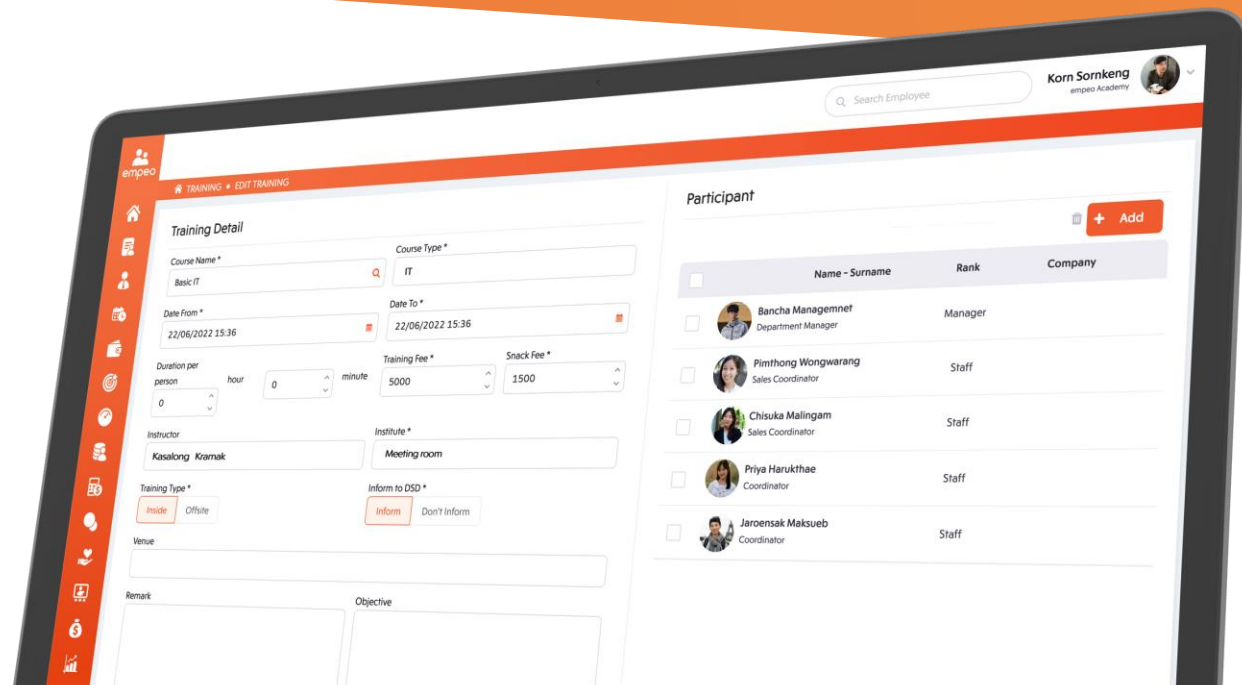 Korn Sornkeng
empeo Academy
Search Employee
empeo
TRAINING • EDIT TRAINING
Training Detail
Course Name *
Course Type *
Basic IT
IT
Date From *
Date To *
22/06/2022 15:36
22/06/2022 15:36
Duration per person
hour
minute
Training Fee *
Snack Fee *
0
0
5000
1500
Instructor
Institute *
Kasalong Kramak
Meeting room
Training Type *
Inform to DSD *
Inside
Offsite
Inform
Don't Inform
Venue
Remark
Objective
Participant
+ Add
Name - Surname
Rank
Company
Bancha Managemnet
Department Manager
Manager
Pimthong Wongwarang
Sales Coordinator
Staff
Chisuka Malingam
Sales Coordinator
Staff
Priya Harukthae
Coordinator
Staff
Jaroensak Maksueb
Coordinator
Staff